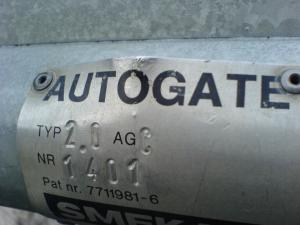 AUTOGATE
TYP 2.0 AGC
NR 1401
Pat nr. 7711981-6